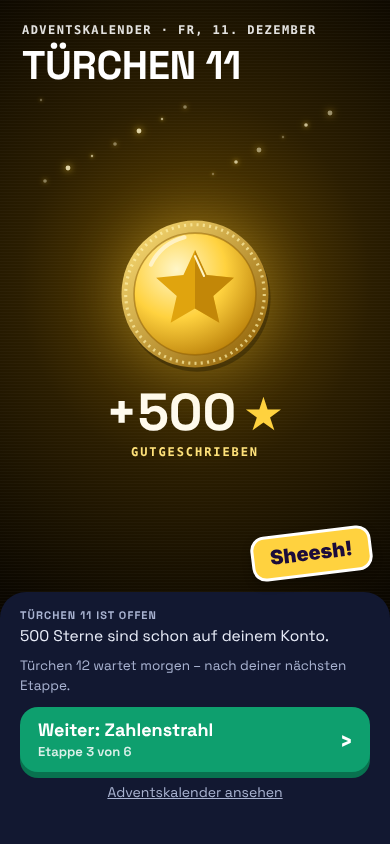 ADVENTSKALENDER · FR, 11. DEZEMBER
TÜRCHEN 11
+500 ★
GUTGESCHRIEBEN
Sheesh!
TÜRCHEN 11 IST OFFEN
500 Sterne sind schon auf deinem Konto.
Türchen 12 wartet morgen – nach deiner nächsten
Etappe.
Weiter: Zahlenstrahl
Etappe 3 von 6
>
Adventskalender ansehen